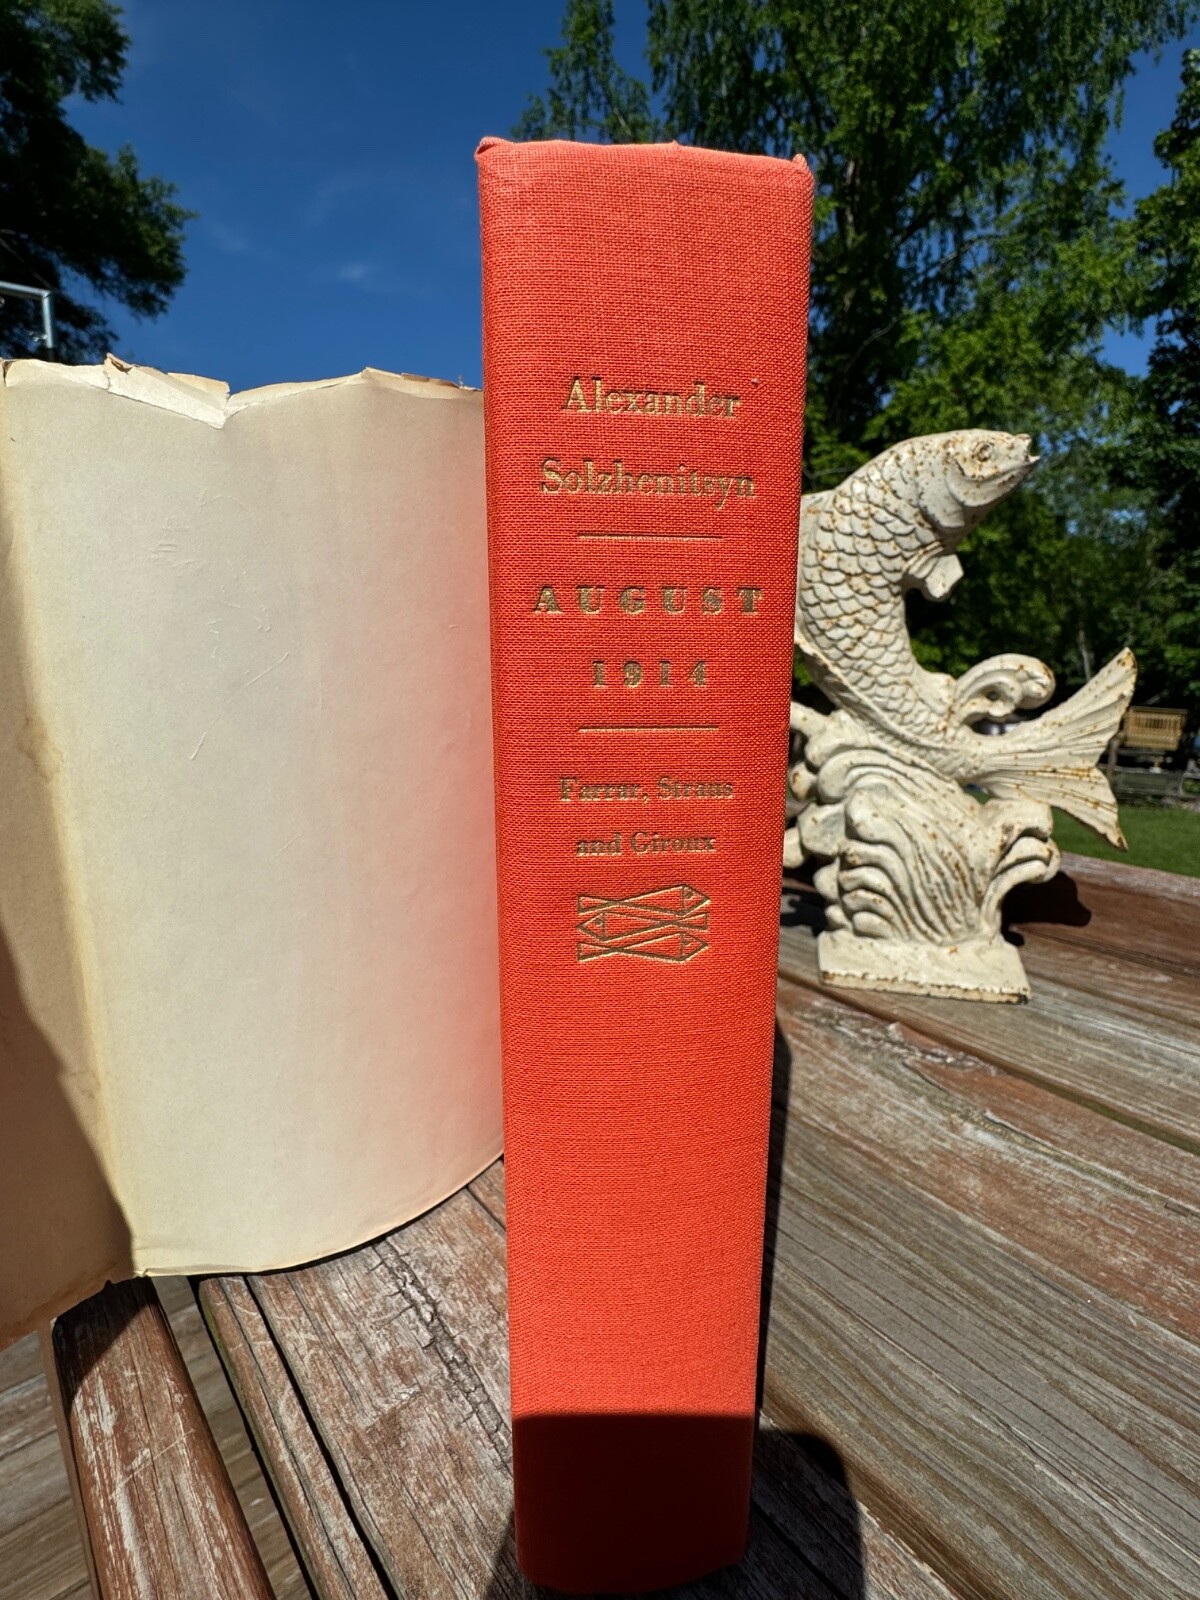 Alexander
Solzhenitsyn
AUGUST
1914
Farrar, Straus
and Giroux